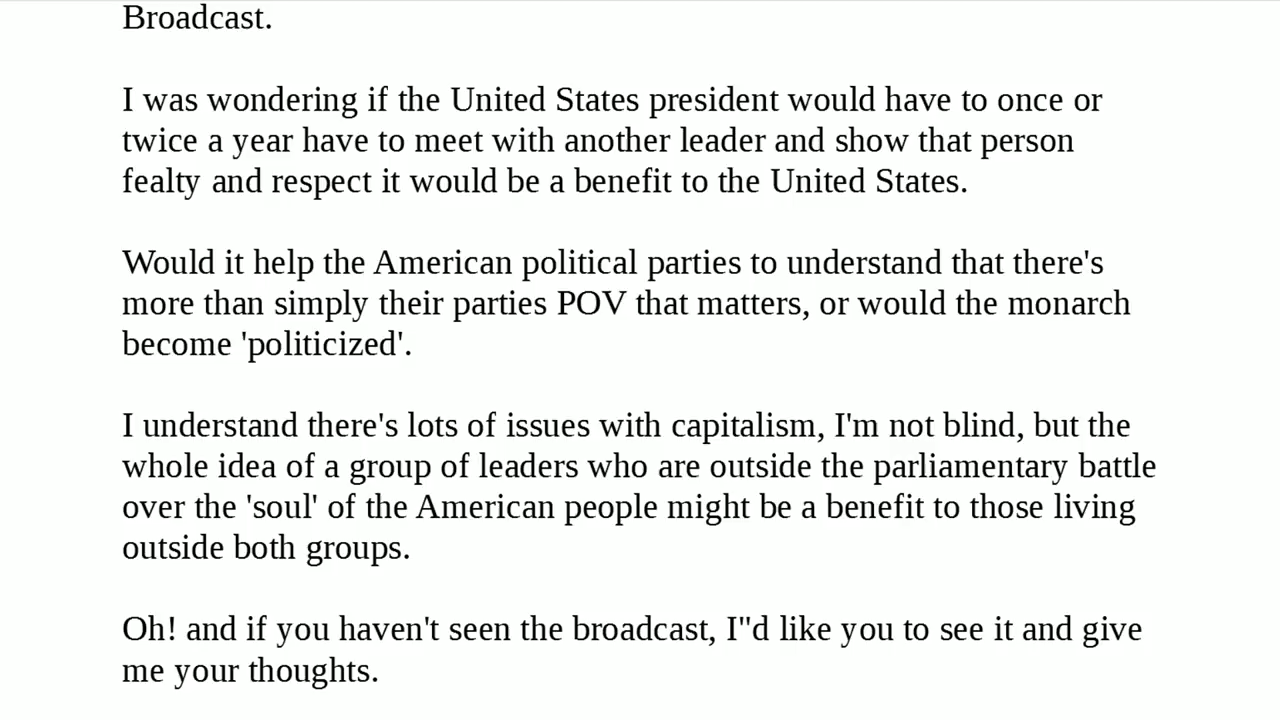 Broadcast.
I was wondering if the United States president would have to once or
twice a year have to meet with another leader and show that person
fealty and respect it would be a benefit to the United States.
Would it help the American political parties to understand that there's
more than simply their parties POV that matters, or would the monarch
become 'politicized'.
I understand there's lots of issues with capitalism, I'm not blind, but the
whole idea of a group of leaders who are outside the parliamentary battle
over the 'soul' of the American people might be a benefit to those living
outside both groups.
Oh! and if you haven't seen the broadcast, I"d like you to see it and give
me your thoughts.